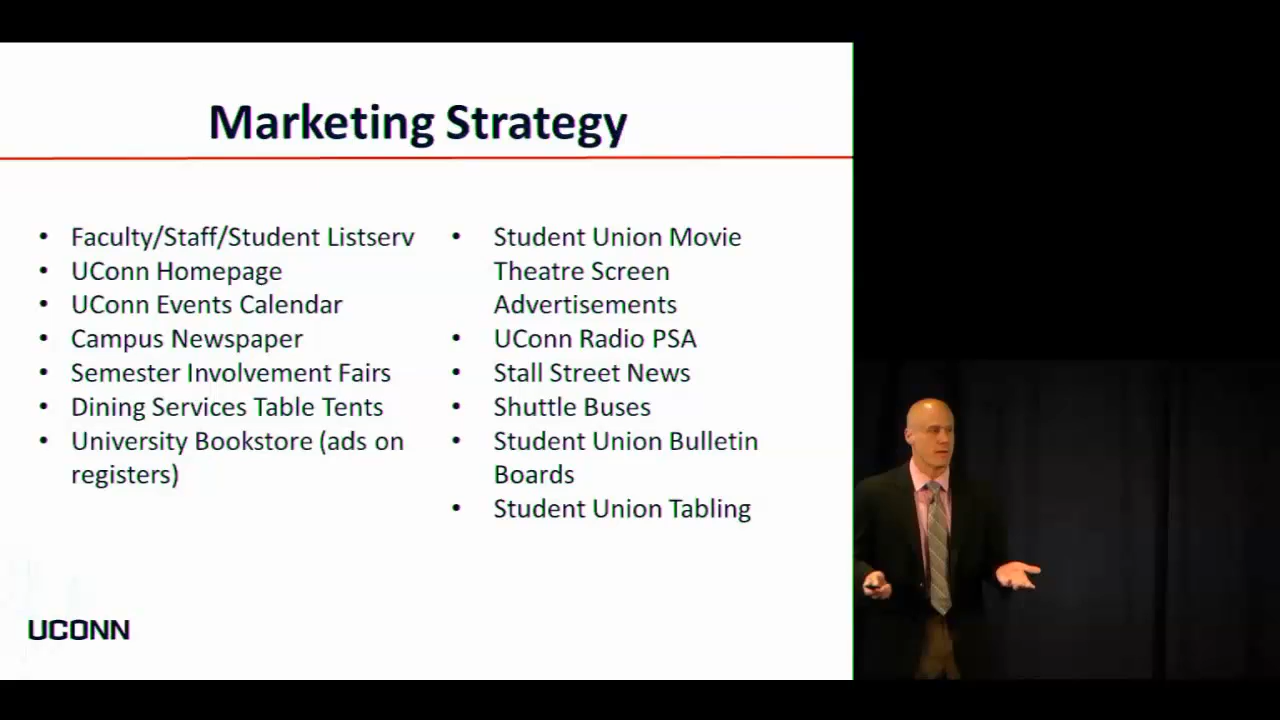 Marketing Strategy
• Faculty/Staff/Student Listserv
• UConn Homepage
• UConn Events Calendar
• Campus Newspaper
• Semester Involvement Fairs
• Dining Services Table Tents
• University Bookstore (ads on
registers)
• Student Union Movie
Theatre Screen
Advertisements
• UConn Radio PSA
• Stall Street News
• Shuttle Buses
• Student Union Bulletin
Boards
• Student Union Tabling
UCONN